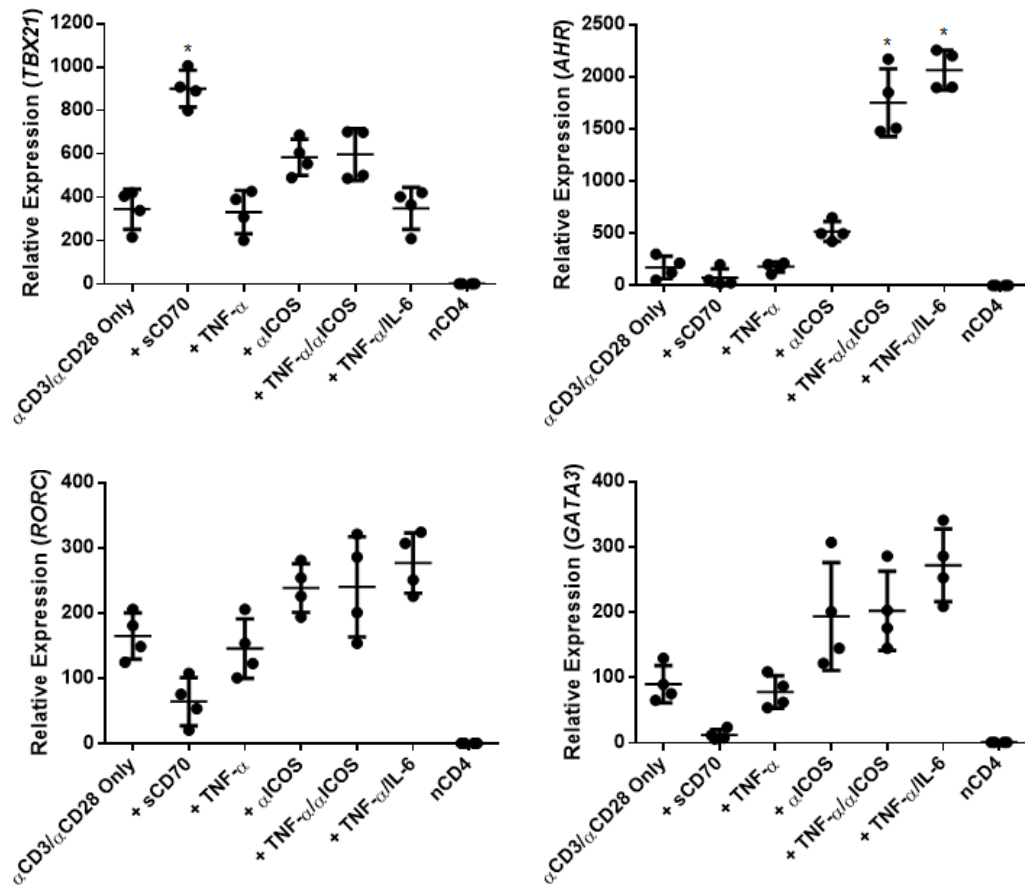 Relative Expression (TBX21)
1200
1000
800
600
400
200
0
*
αCD3/αCD28 Only
+ sCD70
+ TNF-α
+ αICOS
+ TNF-α/αICOS
+ TNF-α/IL-6
nCD4
Relative Expression (AHR)
2500
2000
1500
1000
500
0
* *
αCD3/αCD28 Only
+ sCD70
+ TNF-α
+ αICOS
+ TNF-α/αICOS
+ TNF-α/IL-6
nCD4
Relative Expression (RORC)
400
300
200
100
0
αCD3/αCD28 Only
+ sCD70
+ TNF-α
+ αICOS
+ TNF-α/αICOS
+ TNF-α/IL-6
nCD4
Relative Expression (GATA3)
400
300
200
100
0
αCD3/αCD28 Only
+ sCD70
+ TNF-α
+ αICOS
+ TNF-α/αICOS
+ TNF-α/IL-6
nCD4